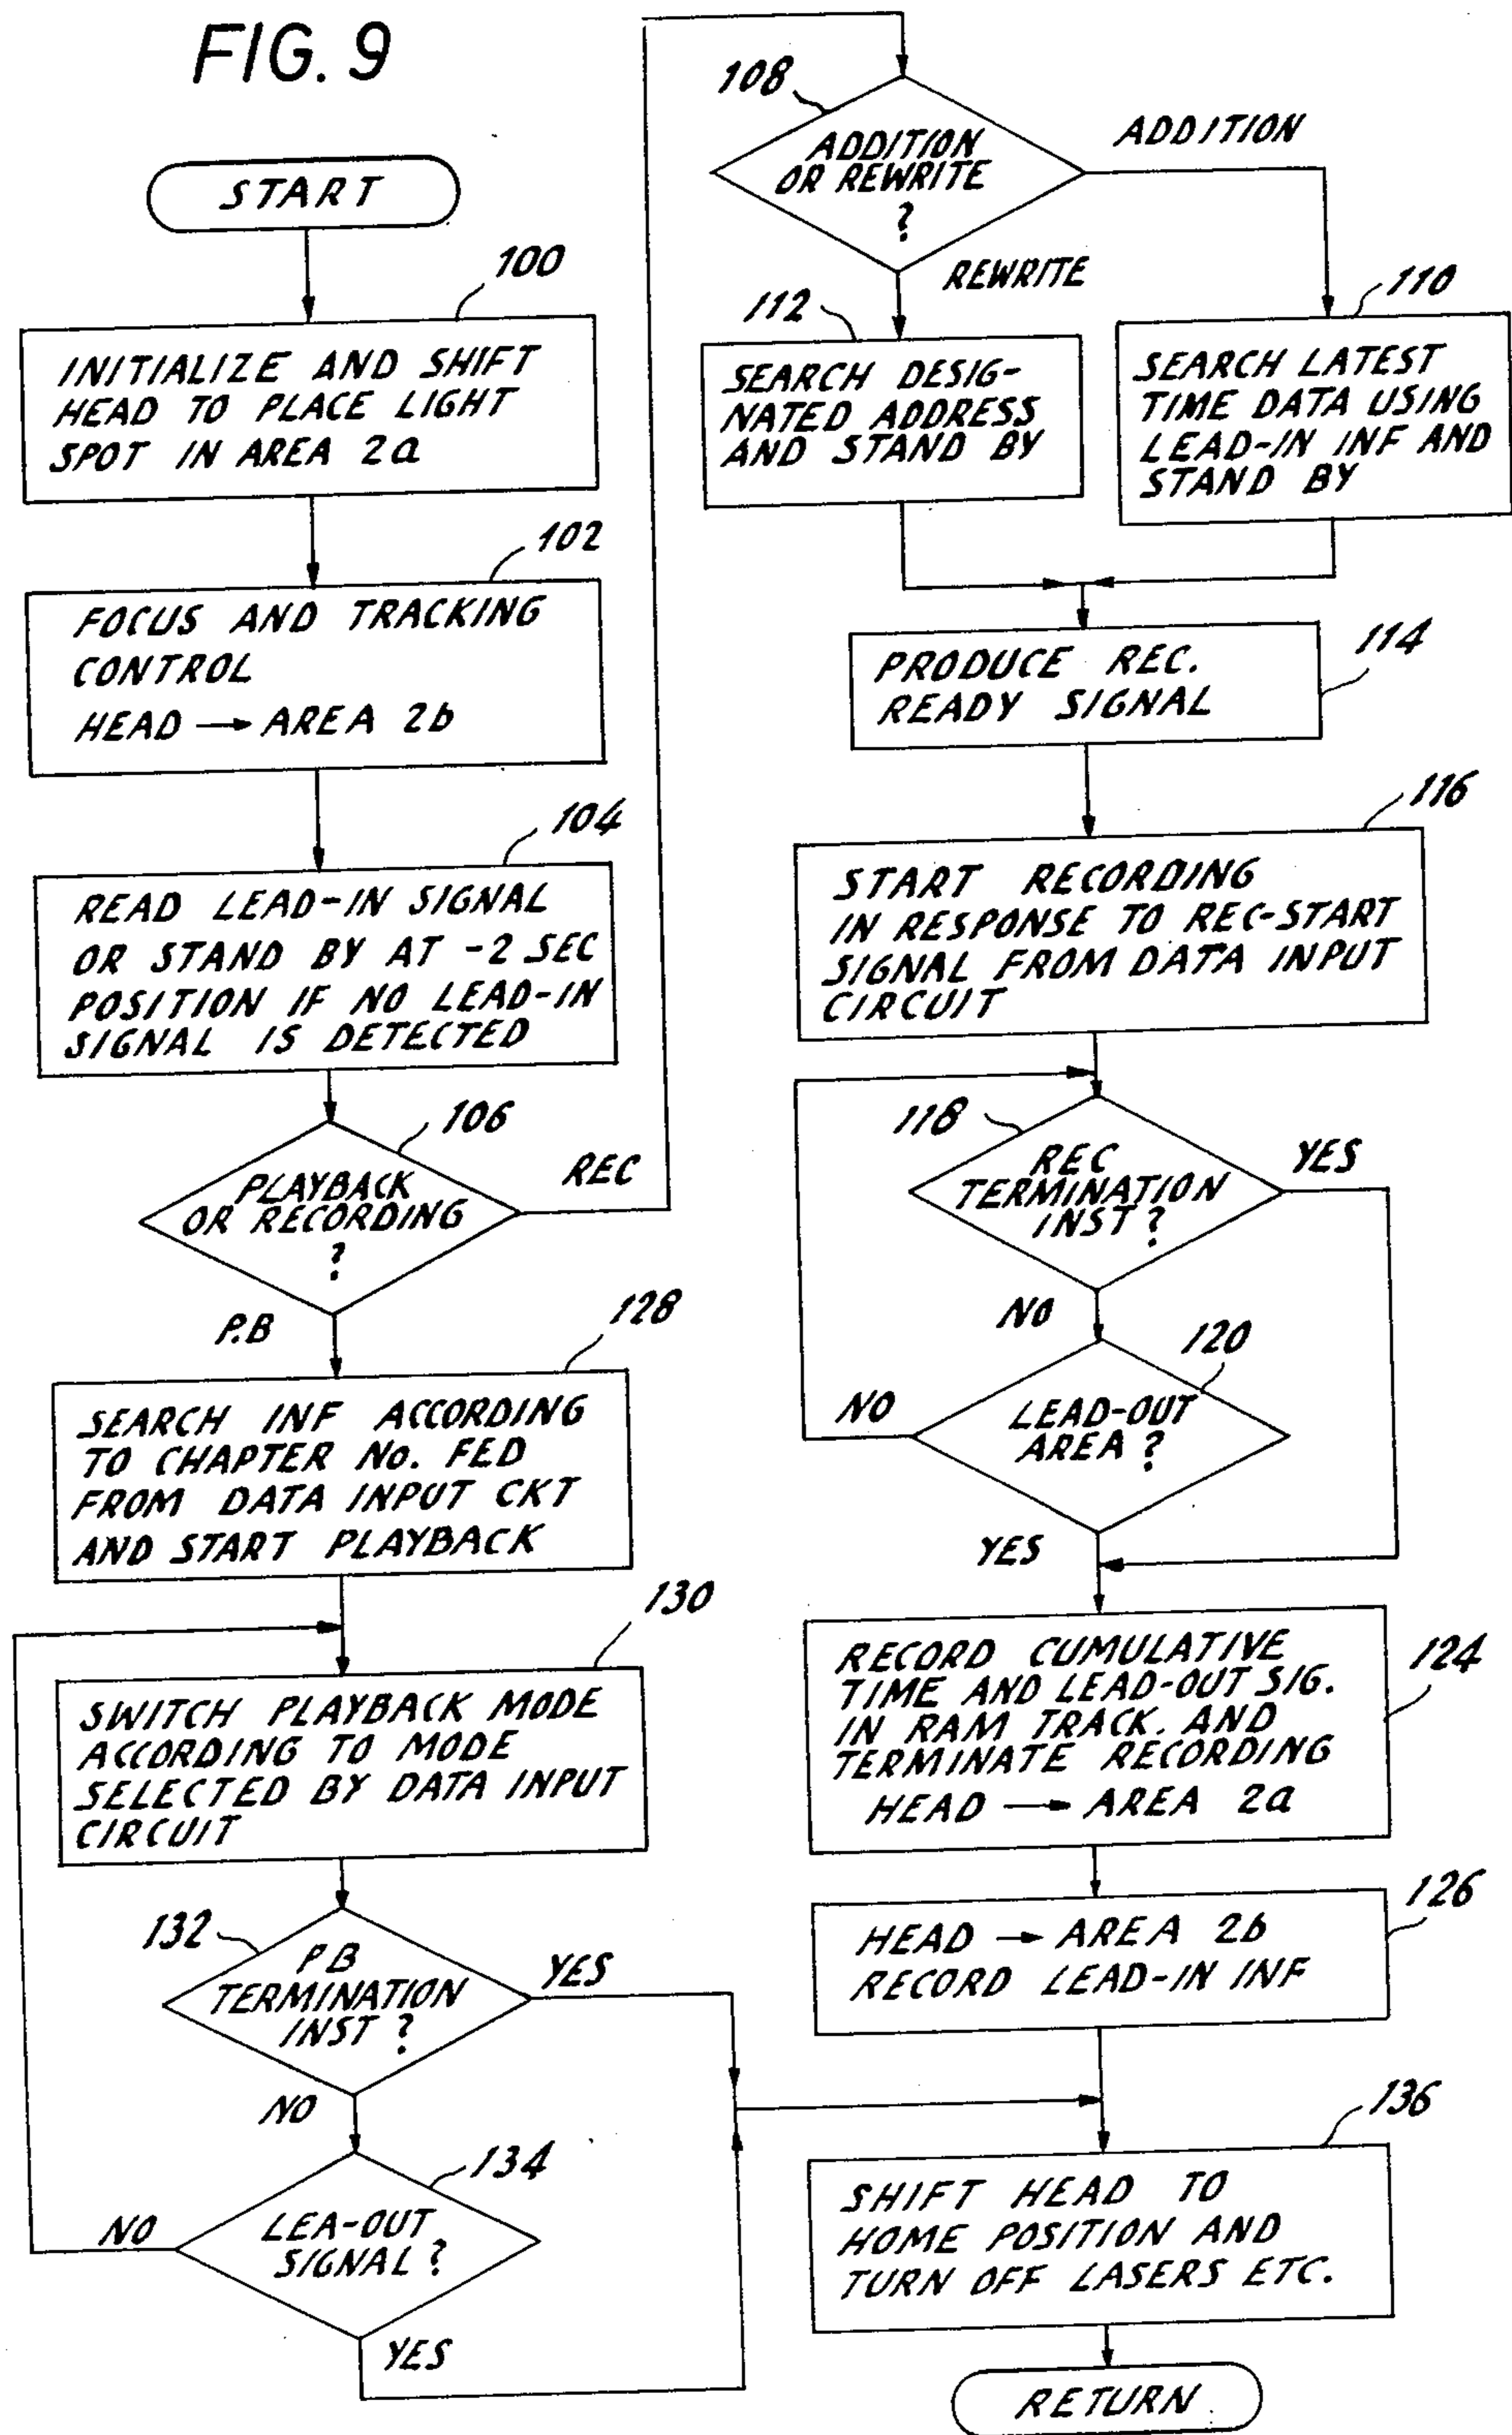 FIG. 9
START
100
INITIALIZE AND SHIFT
HEAD TO PLACE LIGHT
SPOT IN AREA 2a
102
FOCUS AND TRACKING
CONTROL
HEAD → AREA 2b
104
READ LEAD-IN SIGNAL
OR STAND BY AT -2 SEC
POSITION IF NO LEAD-IN
SIGNAL IS DETECTED
106
PLAYBACK
OR RECORDING
?
REC
P.B
128
SEARCH INF ACCORDING
TO CHAPTER No. FED
FROM DATA INPUT CKT
AND START PLAYBACK
130
SWITCH PLAYBACK MODE
ACCORDING TO MODE
SELECTED BY DATA INPUT
CIRCUIT
132
PB
TERMINATION
INST ?
YES
NO
134
LEA-OUT
SIGNAL ?
NO
YES
108
ADDITION
OR REWRITE
?
ADDITION
REWRITE
112
SEARCH DESIG-
NATED ADDRESS
AND STAND BY
110
SEARCH LATEST
TIME DATA USING
LEAD-IN INF AND
STAND BY
114
PRODUCE REC.
READY SIGNAL
116
START RECORDING
IN RESPONSE TO REC-START
SIGNAL FROM DATA INPUT
CIRCUIT
118
REC
TERMINATION
INST ?
YES
NO
120
LEAD-OUT
AREA ?
NO
YES
124
RECORD CUMULATIVE
TIME AND LEAD-OUT SIG.
IN RAM TRACK. AND
TERMINATE RECORDING
HEAD → AREA 2a
126
HEAD → AREA 2b
RECORD LEAD-IN INF
136
SHIFT HEAD TO
HOME POSITION AND
TURN OFF LASERS ETC.
RETURN